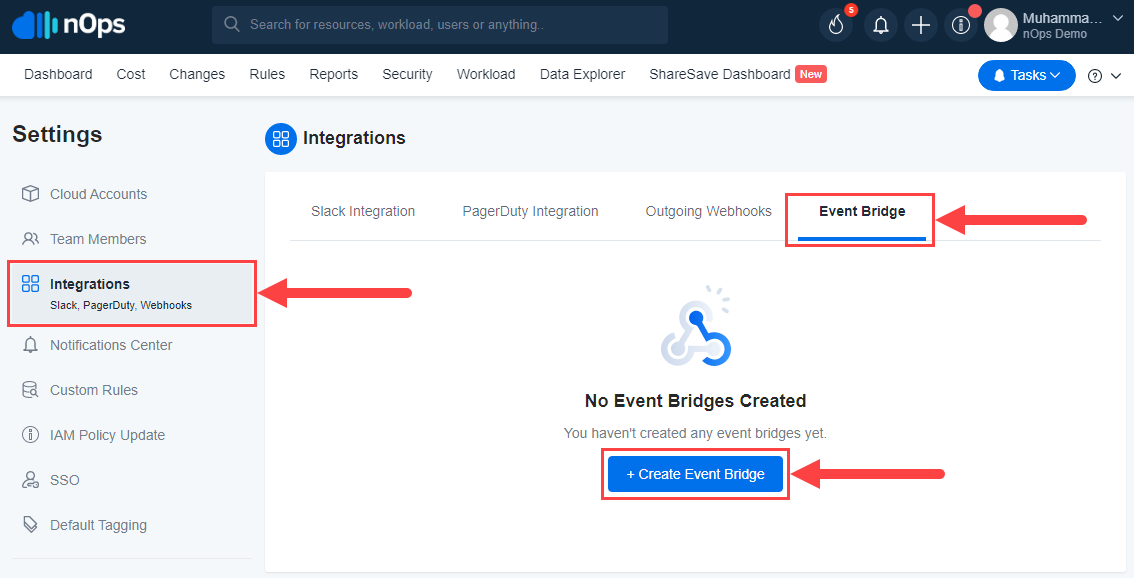 nOps
Search for resources, workload, users or anything..
5
Muhamma...
nOps Demo
Dashboard
Cost
Changes
Rules
Reports
Security
Workload
Data Explorer
ShareSave Dashboard New
Tasks
Settings
Cloud Accounts
Team Members
Integrations
Slack, PagerDuty, Webhooks
Notifications Center
Custom Rules
IAM Policy Update
SSO
Default Tagging
Integrations
Slack Integration
PagerDuty Integration
Outgoing Webhooks
Event Bridge
No Event Bridges Created
You haven't created any event bridges yet.
+ Create Event Bridge